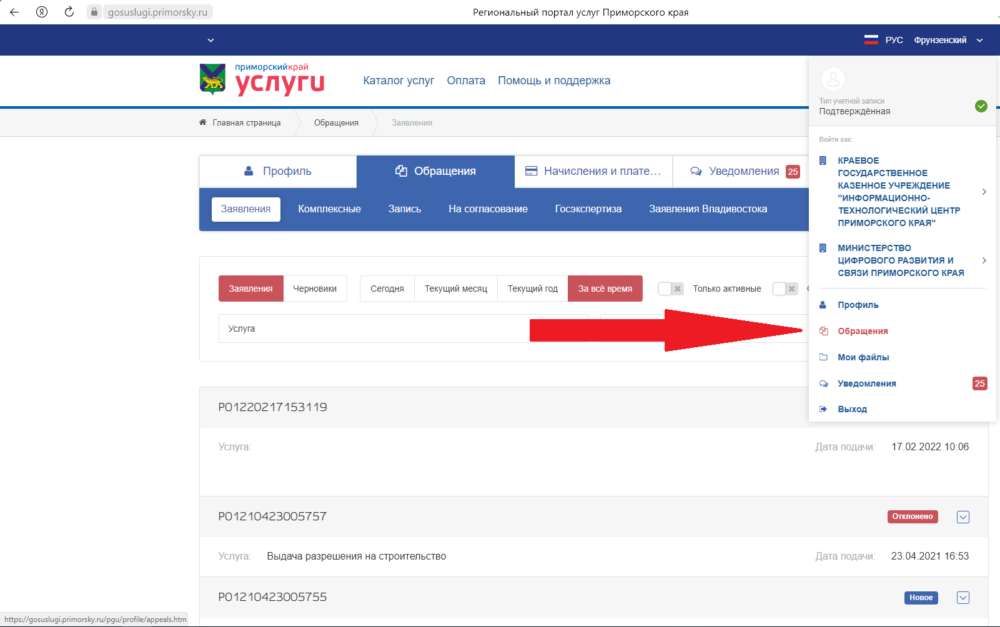 gosuslugi.primorsky.ru
Региональный портал услуг Приморского края
РУС Фрунзенский
приморскийкрай
услуги
Каталог услуг Оплата Помощь и поддержка
Тип учетной записи
Подтверждённая
Главная страница Обращения Заявления
Войти как:
КРАЕВОЕ
ГОСУДАРСТВЕННОЕ
КАЗЕННОЕ УЧРЕЖДЕНИЕ
"ИНФОРМАЦИОННО-
ТЕХНОЛОГИЧЕСКИЙ ЦЕНТР
ПРИМОРСКОГО КРАЯ"
МИНИСТЕРСТВО
ЦИФРОВОГО РАЗВИТИЯ И
СВЯЗИ ПРИМОРСКОГО КРАЯ
Профиль
Обращения
Мои файлы
Уведомления 25
Выход
Профиль Обращения Начисления и плате... Уведомления 25
Заявления Комплексные Запись На согласование Госэкспертиза Заявления Владивостока
Заявления Черновики Сегодня Текущий месяц Текущий год За всё время Только активные
Услуга
P01220217153119
Услуга: Дата подачи: 17.02.2022 10:06
P01210423005757 Отклонено
Услуга: Выдача разрешения на строительство Дата подачи: 23.04.2021 16:53
P01210423005755 Новое
https://gosuslugi.primorsky.ru/pgu/profile/appeals.htm